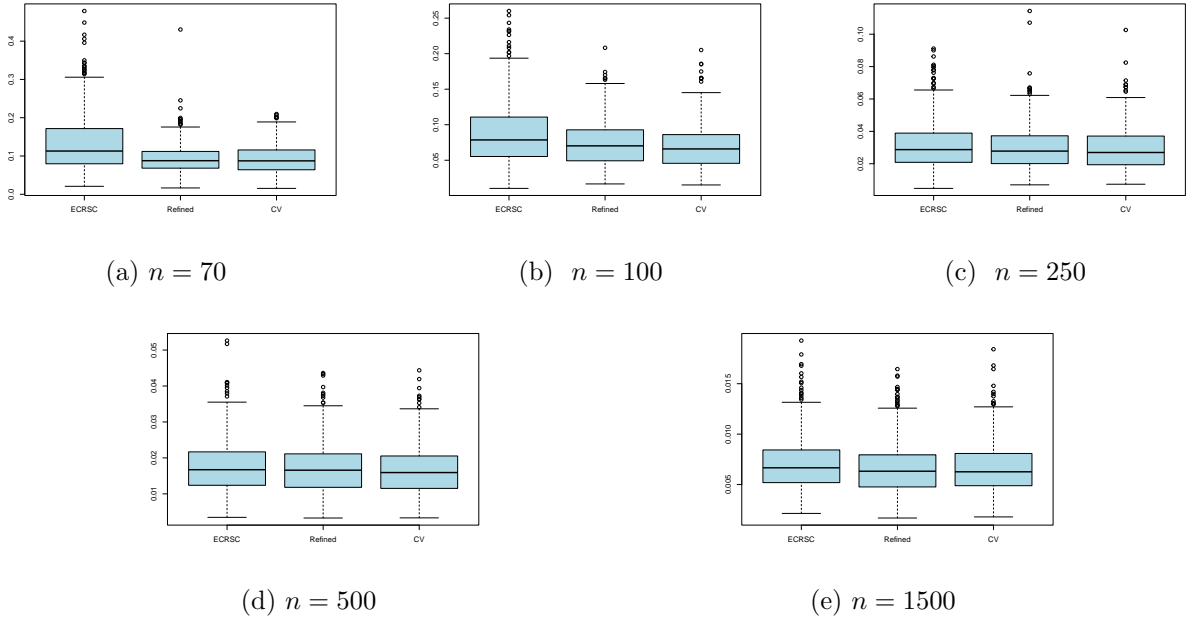 0.0 0.1 0.2 0.3 0.4
ECRSC Refined CV
(a) n = 70
0.05 0.10 0.15 0.20 0.25
ECRSC Refined CV
(b) n = 100
0.02 0.04 0.06 0.08 0.10
ECRSC Refined CV
(c) n = 250
0.01 0.02 0.03 0.04 0.05
ECRSC Refined CV
(d) n = 500
0.005 0.010 0.015
ECRSC Refined CV
(e) n = 1500